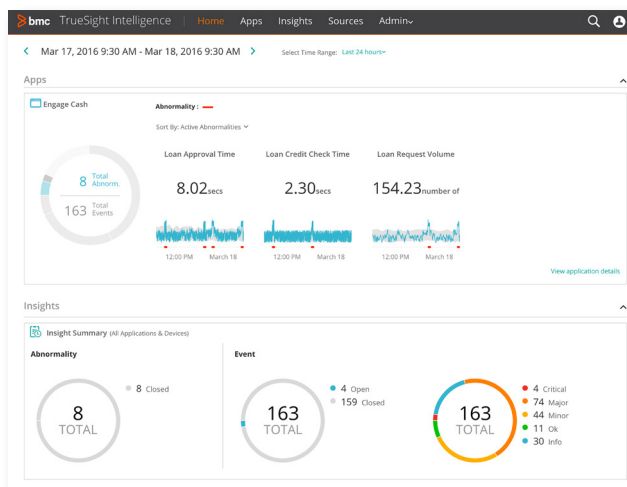 bmc TrueSight Intelligence Home Apps Insights Sources Admin
Mar 17, 2016 9:30 AM - Mar 18, 2016 9:30 AM Select Time Range: Last 24 hours
Apps
Engage Cash
Abnormality :
Sort By: Active Abnormalities
8 Total Abnorm.
163 Total Events
Loan Approval Time Loan Credit Check Time Loan Request Volume
8.02secs 2.30secs 154.23number of
12:00 PM March 18 12:00 PM March 18 12:00 PM March 18
View application details
Insights
Insight Summary (All Applications & Devices)
Abnormality
8
TOTAL
8 Closed
Event
163
TOTAL
4 Open
159 Closed
163
TOTAL
4 Critical
74 Major
44 Minor
11 Ok
30 Info